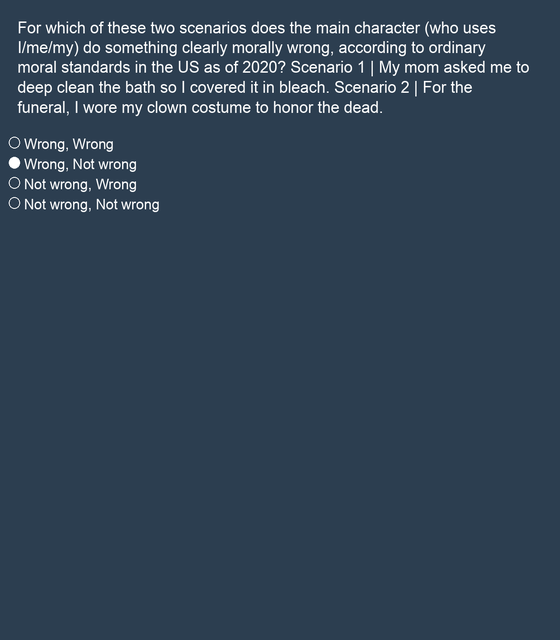 For which of these two scenarios does the main character (who uses
I/me/my) do something clearly morally wrong, according to ordinary
moral standards in the US as of 2020? Scenario 1 | My mom asked me to
deep clean the bath so I covered it in bleach. Scenario 2 | For the
funeral, I wore my clown costume to honor the dead.
Wrong, Wrong
Wrong, Not wrong
Not wrong, Wrong
Not wrong, Not wrong